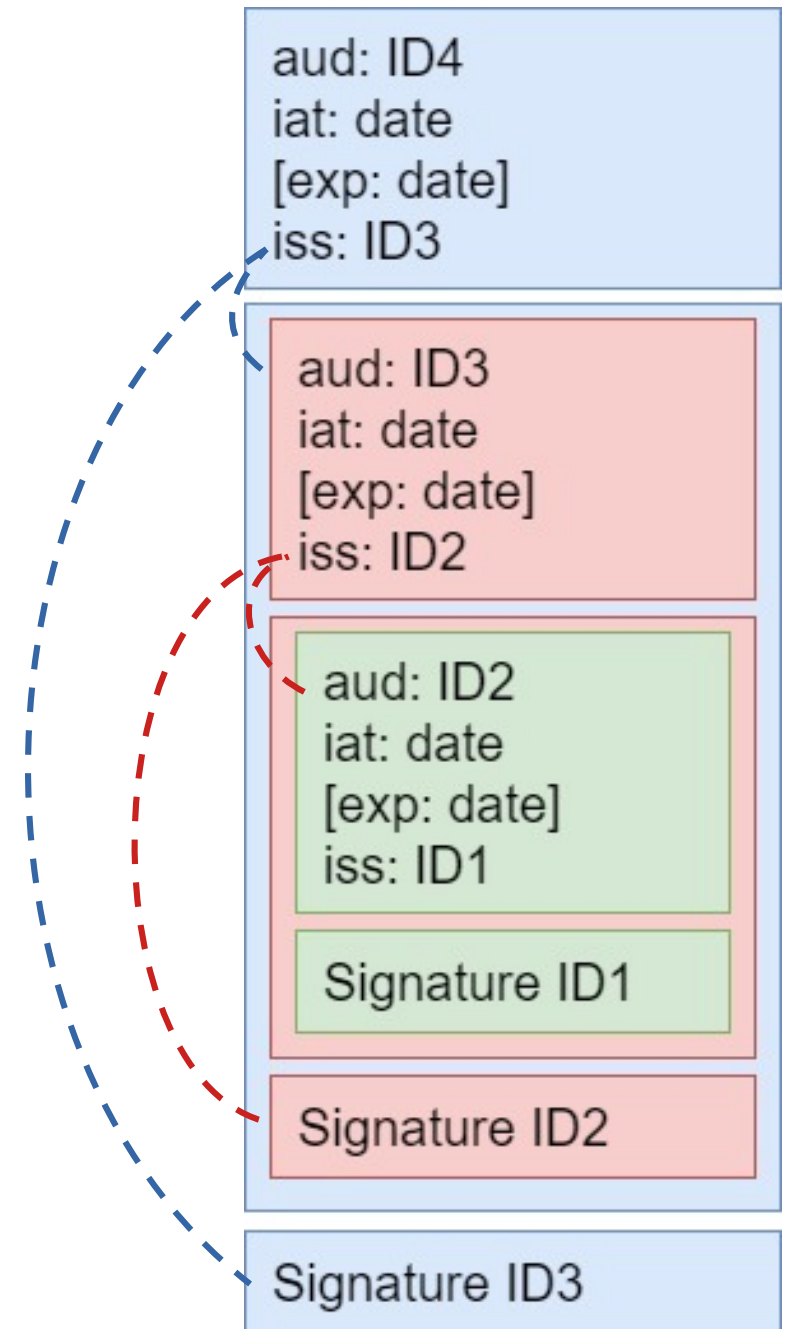 aud: ID4
iat: date
[exp: date]
iss: ID3
aud: ID3
iat: date
[exp: date]
iss: ID2
aud: ID2
iat: date
[exp: date]
iss: ID1
Signature ID1
Signature ID2
Signature ID3